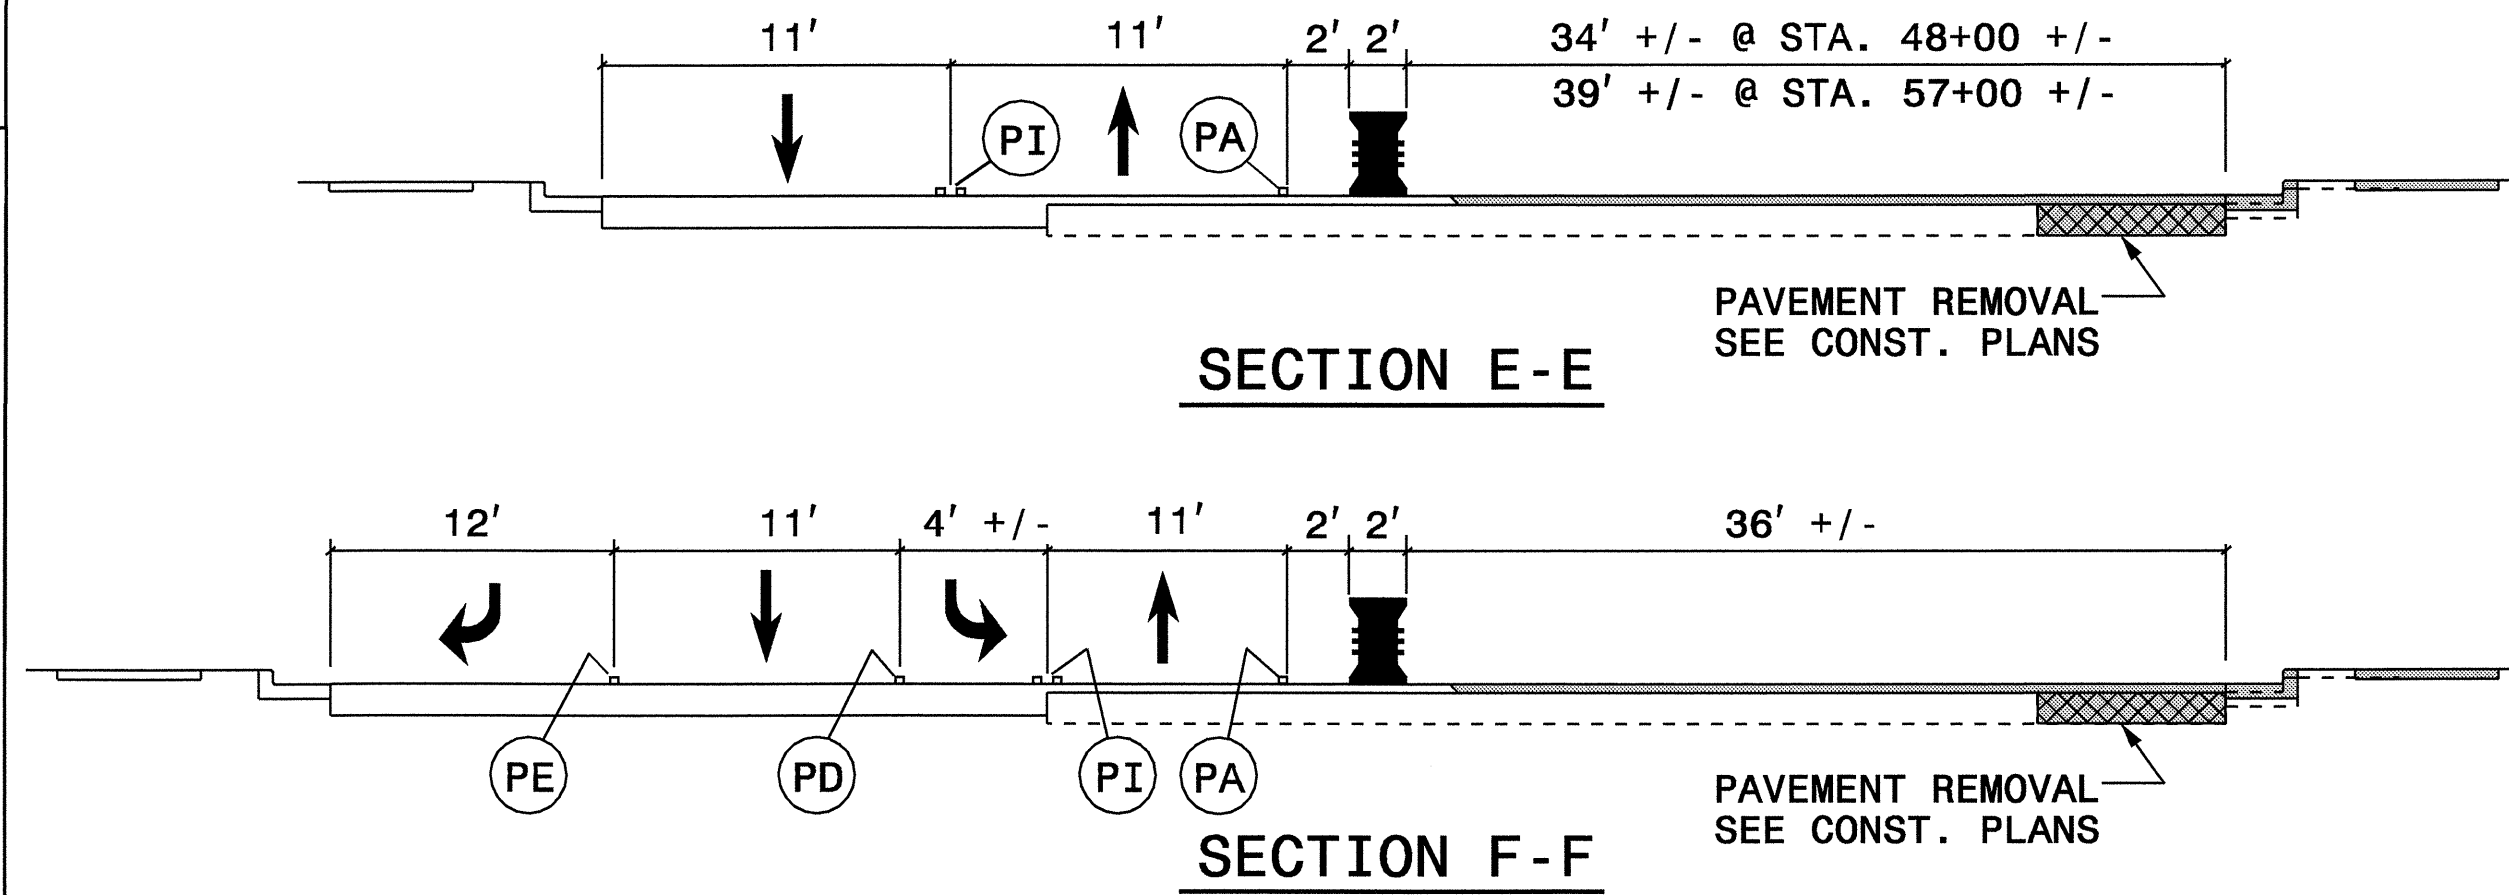 11' 11' 2' 2' 34' +/- @ STA. 48+00 +/-
39' +/- @ STA. 57+00 +/-
PI PA
PAVEMENT REMOVAL
SEE CONST. PLANS
SECTION E-E
12' 11' 4' +/- 11' 2' 2' 36' +/-
PE PD PI PA
PAVEMENT REMOVAL
SEE CONST. PLANS
SECTION F-F